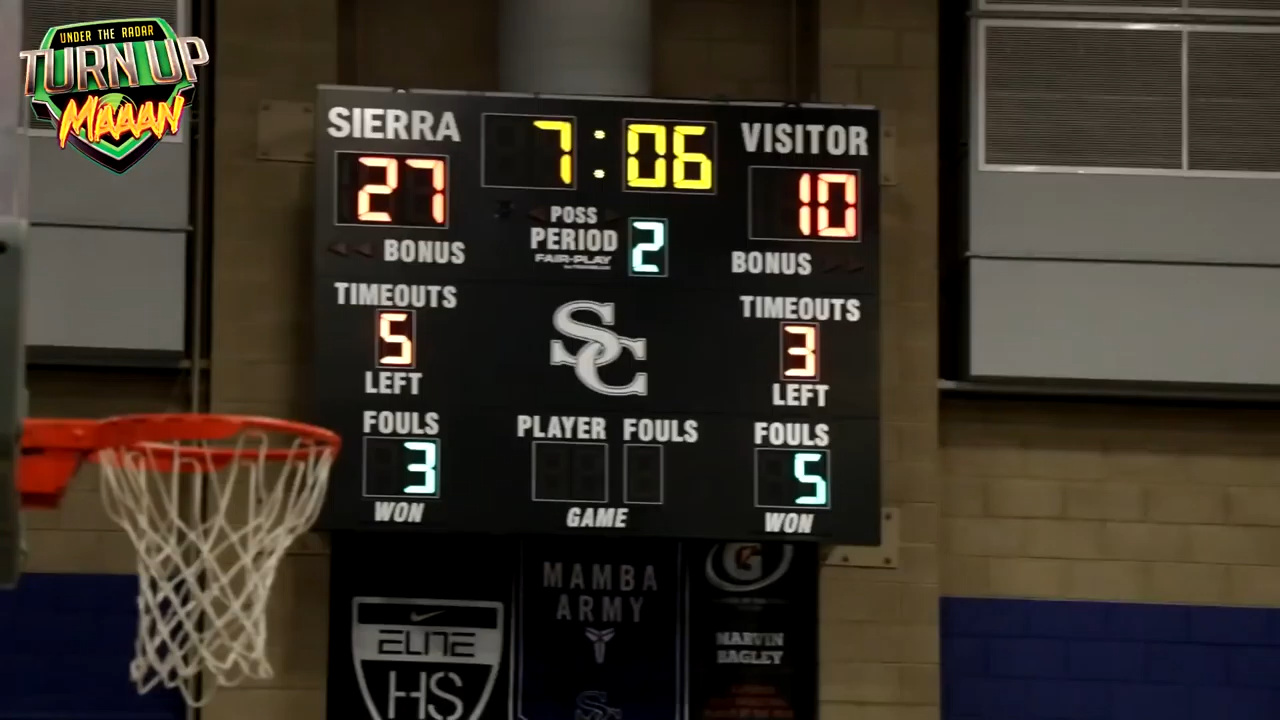 UNDER THE RADAR
TURN UP
MAAAN
SIERRA
7:06
VISITOR
27
10
POSS
PERIOD 2
FAIR-PLAY
BONUS
BONUS
TIMEOUTS
TIMEOUTS
5
3
LEFT
LEFT
SC
FOULS
PLAYER FOULS
FOULS
3
5
WON
GAME
WON
G
MAMBA
ARMY
MARVIN
BAGLEY
ELITE
HS
SC